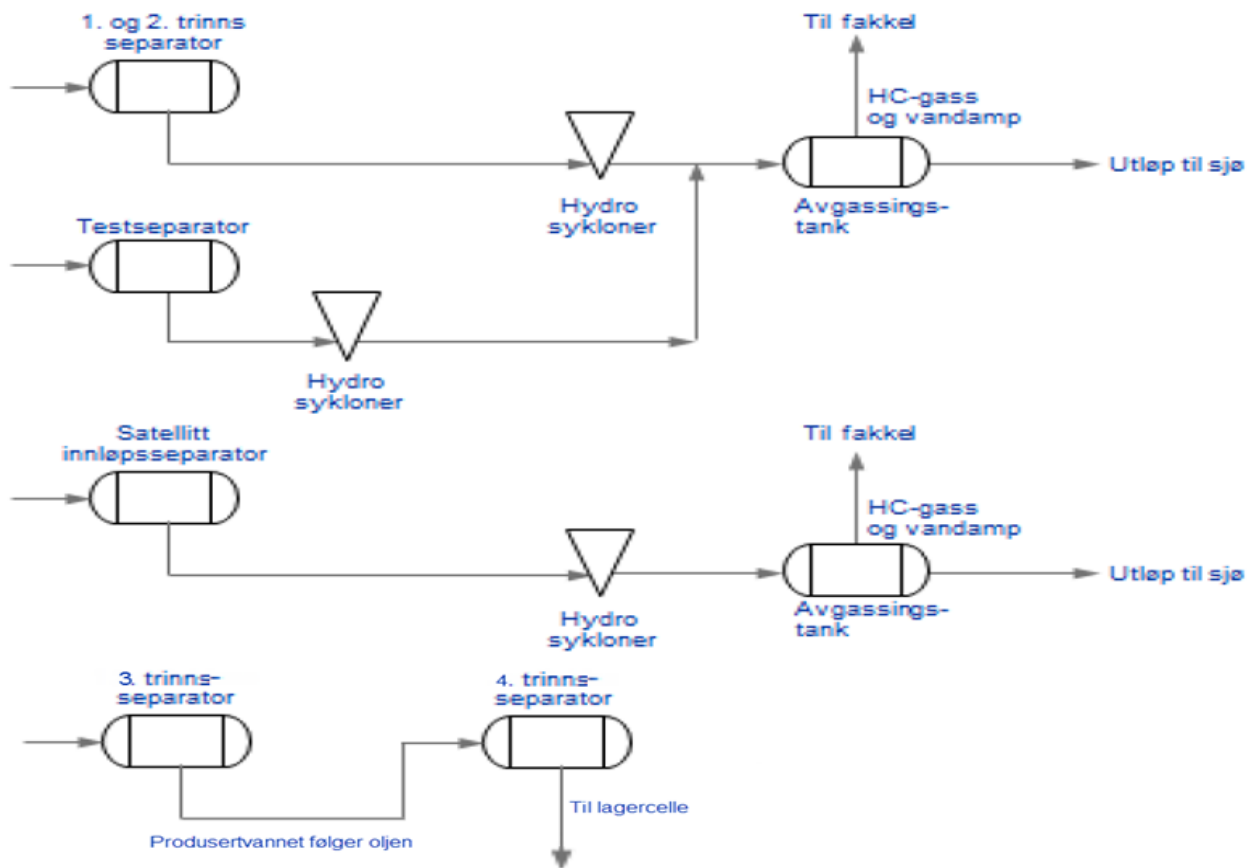 1. og 2. trinns
separator
Til fakkel
HC-gass
og vandamp
Utløp til sjø
Hydro
sykloner
Avgassings-
tank
Testseparator
Hydro
sykloner
Satellitt
innløpsseparator
Til fakkel
HC-gass
og vandamp
Utløp til sjø
Hydro
sykloner
Avgassings-
tank
3. trinns-
separator
4. trinns-
separator
Til lagercelle
Produsertvannet følger oljen